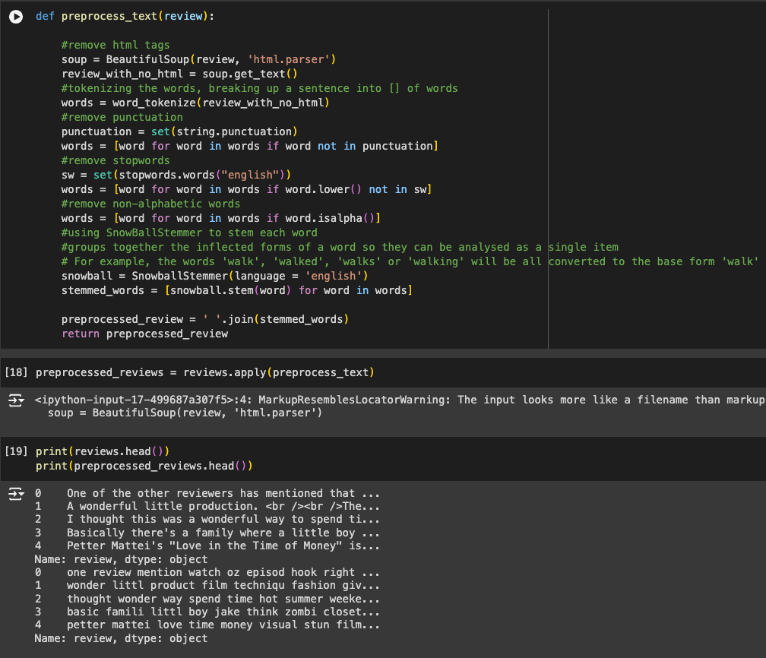 def preprocess_text(review):
#remove html tags
soup = BeautifulSoup(review, 'html.parser')
review_with_no_html = soup.get_text()
#tokenizing the words, breaking up a sentence into [] of words
words = word_tokenize(review_with_no_html)
#remove punctuation
punctuation = set(string.punctuation)
words = [word for word in words if word not in punctuation]
#remove stopwords
sw = set(stopwords.words("english"))
words = [word for word in words if word.lower() not in sw]
#remove non-alphabetic words
words = [word for word in words if word.isalpha()]
#using SnowBallStemmer to stem each word
#groups together the inflected forms of a word so they can be analysed as a single item
# For example, the words 'walk', 'walked', 'walks' or 'walking' will be all converted to the base form 'walk'
snowball = SnowballStemmer(language = 'english')
stemmed_words = [snowball.stem(word) for word in words]
preprocessed_review = ' '.join(stemmed_words)
return preprocessed_review
[18] preprocessed_reviews = reviews.apply(preprocess_text)
<ipython-input-17-499687a307f5>:4: MarkupResemblesLocatorWarning: The input looks more like a filename than markup
soup = BeautifulSoup(review, 'html.parser')
[19] print(reviews.head())
print(preprocessed_reviews.head())
0 One of the other reviewers has mentioned that ...
1 A wonderful little production. <br /><br />The...
2 I thought this was a wonderful way to spend ti...
3 Basically there's a family where a little boy ...
4 Petter Mattei's "Love in the Time of Money" is...
Name: review, dtype: object
0 one review mention watch oz episod hook right ...
1 wonder littl product film techniqu fashion giv...
2 thought wonder way spend time hot summer weeke...
3 basic famili littl boy jake think zombi closet...
4 petter mattei love time money visual stun film...
Name: review, dtype: object